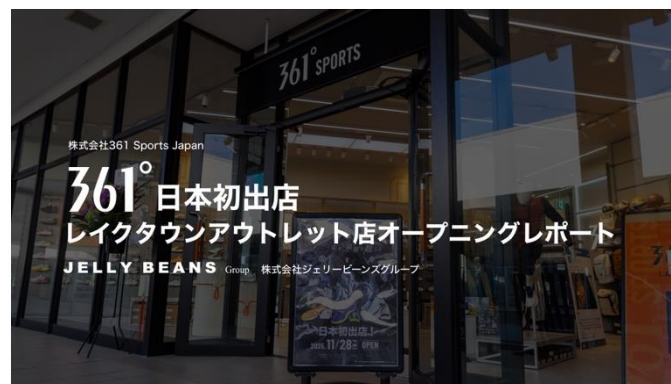 361° SPORTS
株式会社361 Sports Japan
361° 日本初出店
レイクタウンアウトレット店オープニングレポート
JELLY BEANS Group 株式会社ジェリービーンズグループ
日本初出店!
2025.11/28 OPEN